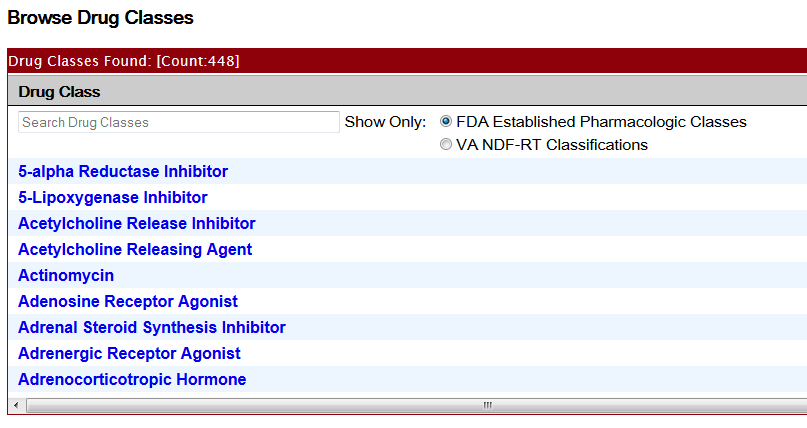 Browse Drug Classes
Drug Classes Found: [Count:448]
Drug Class
Search Drug Classes Show Only: FDA Established Pharmacologic Classes
VA NDF-RT Classifications
5-alpha Reductase Inhibitor
5-Lipoxygenase Inhibitor
Acetylcholine Release Inhibitor
Acetylcholine Releasing Agent
Actinomycin
Adenosine Receptor Agonist
Adrenal Steroid Synthesis Inhibitor
Adrenergic Receptor Agonist
Adrenocorticotropic Hormone